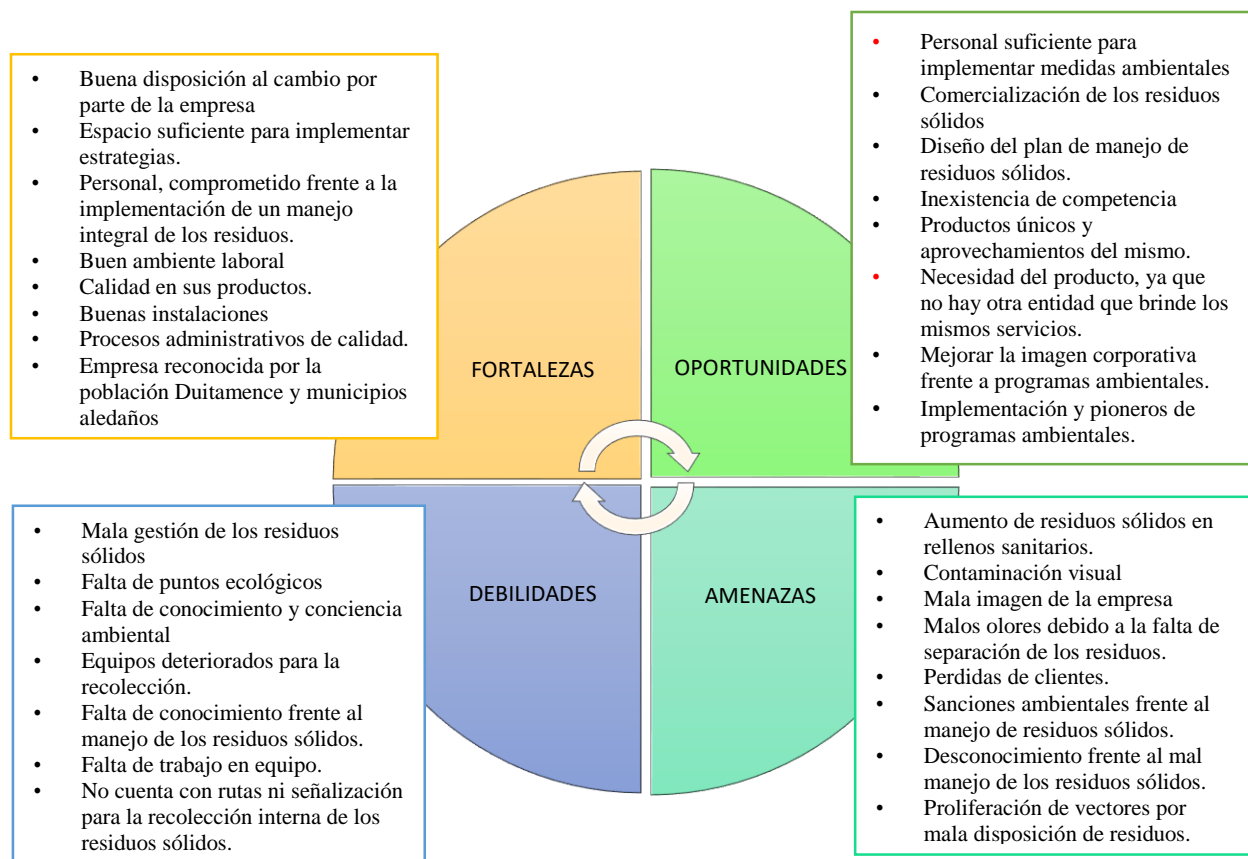 • Buena disposición al cambio por
parte de la empresa
• Espacio suficiente para implementar
estrategias.
• Personal, comprometido frente a la
implementación de un manejo
integral de los residuos.
• Buen ambiente laboral
• Calidad en sus productos.
• Buenas instalaciones
• Procesos administrativos de calidad.
• Empresa reconocida por la
población Duitamence y municipios
aledaños
• Personal suficiente para
implementar medidas ambientales
• Comercialización de los residuos
sólidos
• Diseño del plan de manejo de
residuos sólidos.
• Inexistencia de competencia
• Productos únicos y
aprovechamientos del mismo.
• Necesidad del producto, ya que
no hay otra entidad que brinde los
mismos servicios.
• Mejorar la imagen corporativa
frente a programas ambientales.
• Implementación y pioneros de
programas ambientales.
FORTALEZAS
OPORTUNIDADES
DEBILIDADES
AMENAZAS
• Mala gestión de los residuos
sólidos
• Falta de puntos ecológicos
• Falta de conocimiento y conciencia
ambiental
• Equipos deteriorados para la
recolección.
• Falta de conocimiento frente al
manejo de los residuos sólidos.
• Falta de trabajo en equipo.
• No cuenta con rutas ni señalización
para la recolección interna de los
residuos sólidos.
• Aumento de residuos sólidos en
rellenos sanitarios.
• Contaminación visual
• Mala imagen de la empresa
• Malos olores debido a la falta de
separación de los residuos.
• Perdidas de clientes.
• Sanciones ambientales frente al
manejo de residuos sólidos.
• Desconocimiento frente al mal
manejo de los residuos sólidos.
• Proliferación de vectores por
mala disposición de residuos.